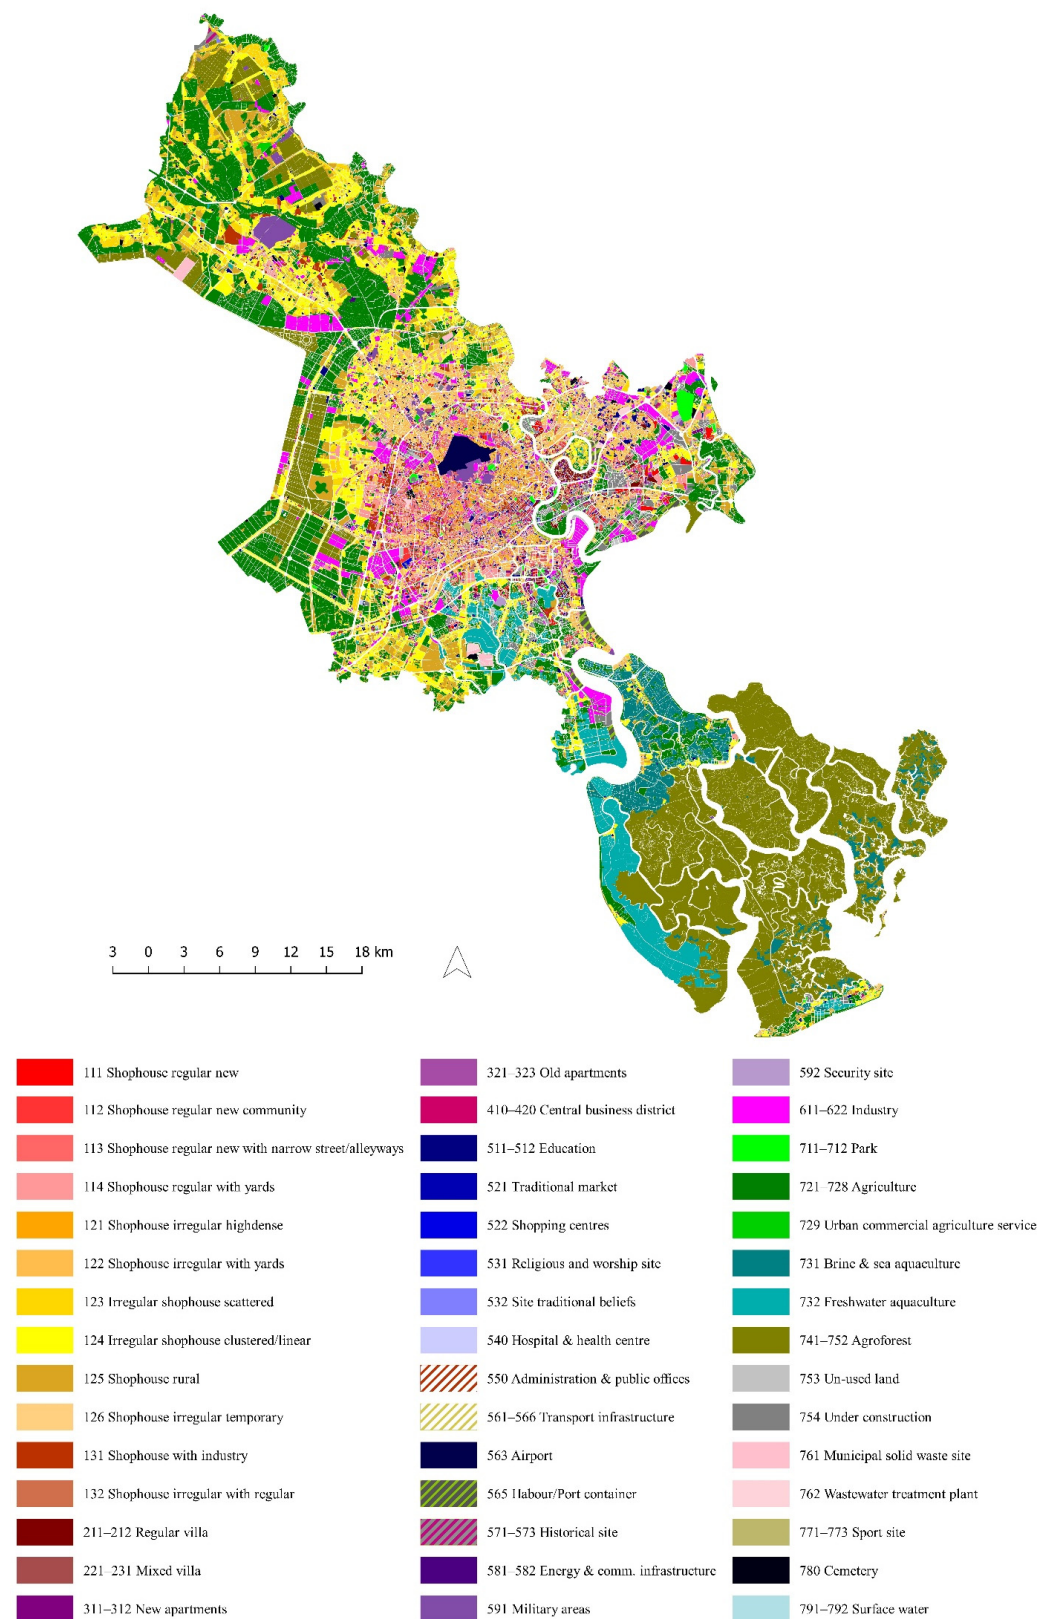 3 0 3 6 9 12 15 18 km
111 Shophouse regular new
112 Shophouse regular new community
113 Shophouse regular new with narrow street/alleyways
114 Shophouse regular with yards
121 Shophouse irregular highdense
122 Shophouse irregular with yards
123 Irregular shophouse scattered
124 Irregular shophouse clustered/linear
125 Shophouse rural
126 Shophouse irregular temporary
131 Shophouse with industry
132 Shophouse irregular with regular
211–212 Regular villa
221–231 Mixed villa
311–312 New apartments
321–323 Old apartments
410–420 Central business district
511–512 Education
521 Traditional market
522 Shopping centres
531 Religious and worship site
532 Site traditional beliefs
540 Hospital & health centre
550 Administration & public offices
561–566 Transport infrastructure
563 Airport
565 Habour/Port container
571–573 Historical site
581–582 Energy & comm. infrastructure
591 Military areas
592 Security site
611–622 Industry
711–712 Park
721–728 Agriculture
729 Urban commercial agriculture service
731 Brine & sea aquaculture
732 Freshwater aquaculture
741–752 Agroforest
753 Un-used land
754 Under construction
761 Municipal solid waste site
762 Wastewater treatment plant
771–773 Sport site
780 Cemetery
791–792 Surface water